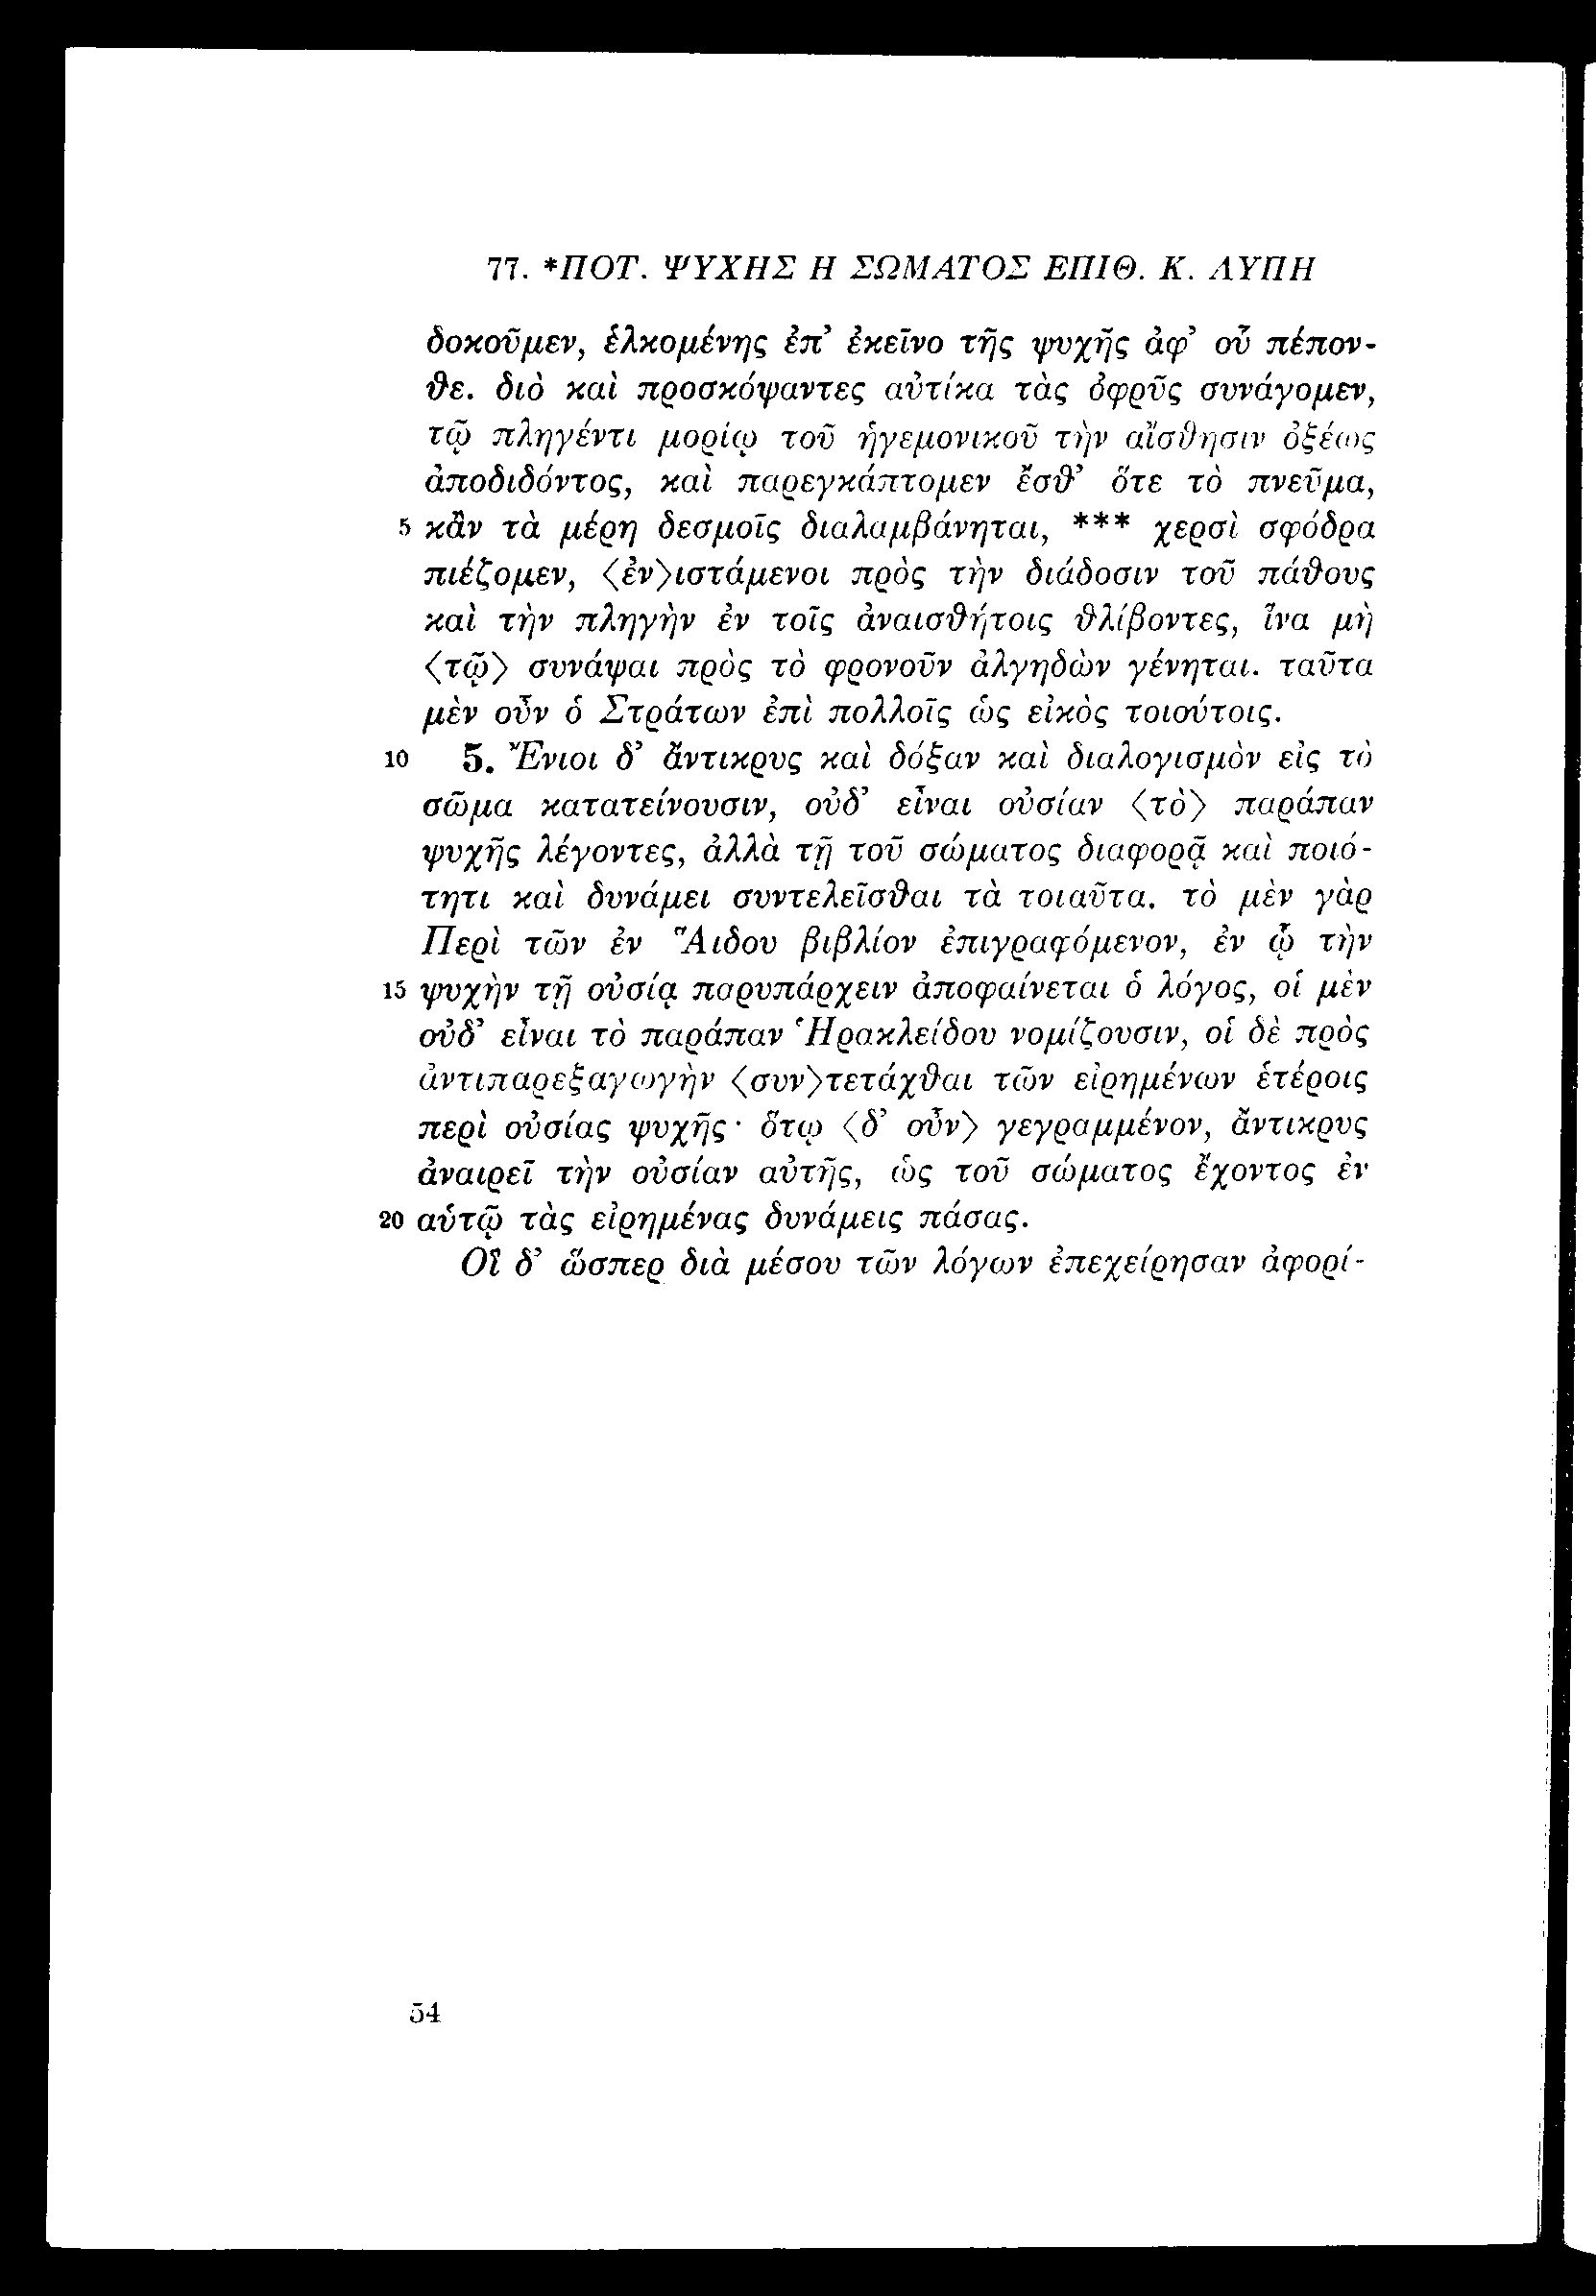 77. *ΠΟΤ. ΨΥΧΗΣ Η ΣΩΜΑΤΟΣ ΕΠΙΘ. Κ. ΛΥΠΗ
δοκοῦμεν, ἑλκομένης ἐπ’ ἐκεῖνο τῆς ψυχῆς ἀφ’ οὗ πέπον-
θε. διὸ καὶ προσκόψαντες αὐτίκα τὰς ὀφρῦς συνάγομεν,
τῷ πληγέντι μορίῳ τοῦ ἡγεμονικοῦ τὴν αἴσθησιν ὀξέως
ἀποδιδόντος, καὶ παρεγκάπτομεν ἔσθ’ ὅτε τὸ πνεῦμα,
5 κἂν τὰ μέρη δεσμοῖς διαλαμβάνηται, *** χερσὶ σφόδρα
πιέζομεν, ⟨ἐν⟩ιστάμενοι πρὸς τὴν διάδοσιν τοῦ πάθους
καὶ τὴν πληγὴν ἐν τοῖς ἀναισθήτοις θλίβοντες, ἵνα μὴ
⟨τῷ⟩ συνάψαι πρὸς τὸ φρονοῦν ἀλγηδὼν γένηται. ταῦτα
μὲν οὖν ὁ Στράτων ἐπὶ πολλοῖς ὡς εἰκὸς τοιούτοις.
10 5. Ἔνιοι δ’ ἄντικρυς καὶ δόξαν καὶ διαλογισμὸν εἰς τὸ
σῶμα κατατείνουσιν, οὐδ’ εἶναι οὐσίαν ⟨τὸ⟩ παράπαν
ψυχῆς λέγοντες, ἀλλὰ τῇ τοῦ σώματος διαφορᾷ καὶ ποιό-
τητι καὶ δυνάμει συντελεῖσθαι τὰ τοιαῦτα. τὸ μὲν γὰρ
Περὶ τῶν ἐν Ἅιδου βιβλίον ἐπιγραφόμενον, ἐν ᾧ τὴν
15 ψυχὴν τῇ οὐσίᾳ παρυπάρχειν ἀποφαίνεται ὁ λόγος, οἱ μὲν
οὐδ’ εἶναι τὸ παράπαν Ἡρακλείδου νομίζουσιν, οἱ δὲ πρὸς
ἀντιπαρεξαγωγὴν ⟨συν⟩τετάχθαι τῶν εἰρημένων ἑτέροις
περὶ οὐσίας ψυχῆς· ὅτῳ ⟨δ’ οὖν⟩ γεγραμμένον, ἄντικρυς
ἀναιρεῖ τὴν οὐσίαν αὐτῆς, ὡς τοῦ σώματος ἔχοντος ἐν
20 αὑτῷ τὰς εἰρημένας δυνάμεις πάσας.
Οἳ δ’ ὥσπερ διὰ μέσου τῶν λόγων ἐπεχείρησαν ἀφορί-
54